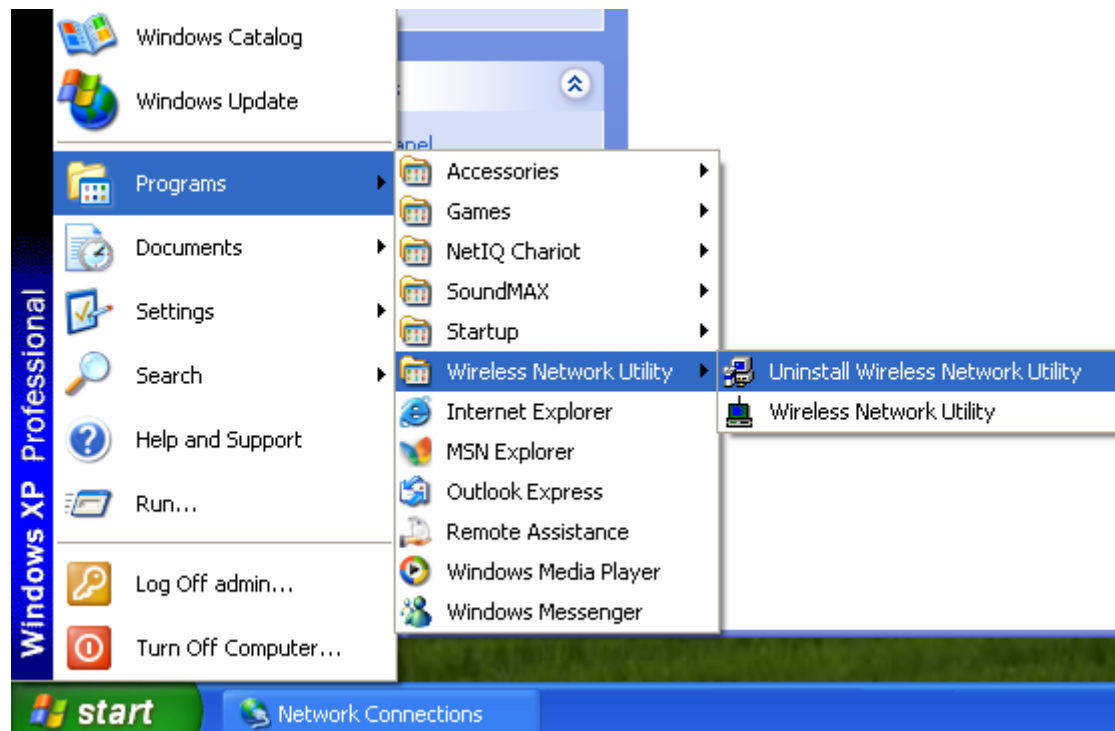 Windows Catalog
Windows Update
Programs
Documents
Settings
Search
Help and Support
Run...
Log Off admin...
Turn Off Computer...
Windows XP Professional
Accessories
Games
NetIQ Chariot
SoundMAX
Startup
Wireless Network Utility
Internet Explorer
MSN Explorer
Outlook Express
Remote Assistance
Windows Media Player
Windows Messenger
Uninstall Wireless Network Utility
Wireless Network Utility
start
Network Connections